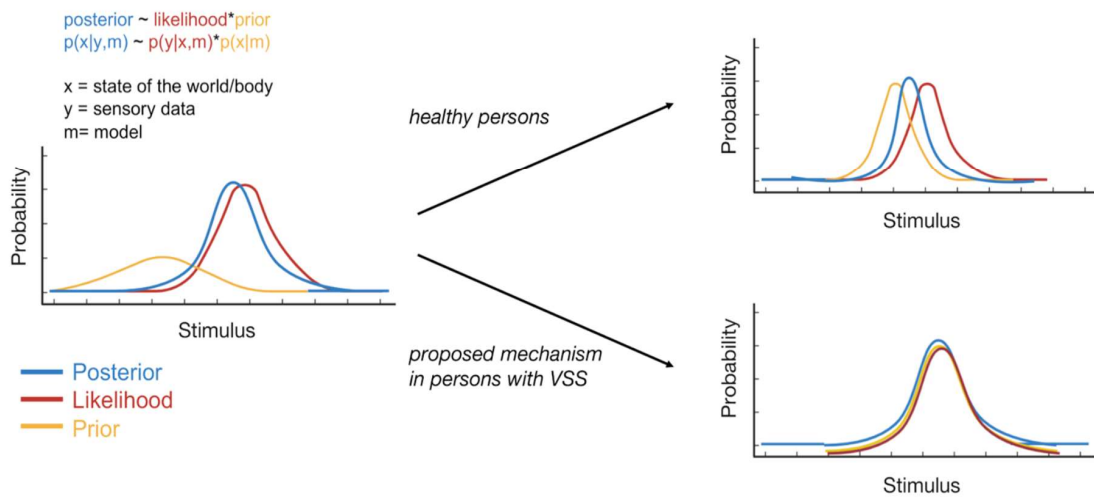 posterior ~ likelihood*prior
p(x|y,m) ~ p(y|x,m)*p(x|m)
x = state of the world/body
y = sensory data
m= model
Probability
Stimulus
Posterior
Likelihood
Prior
healthy persons
proposed mechanism
in persons with VSS
Probability
Stimulus
Probability
Stimulus